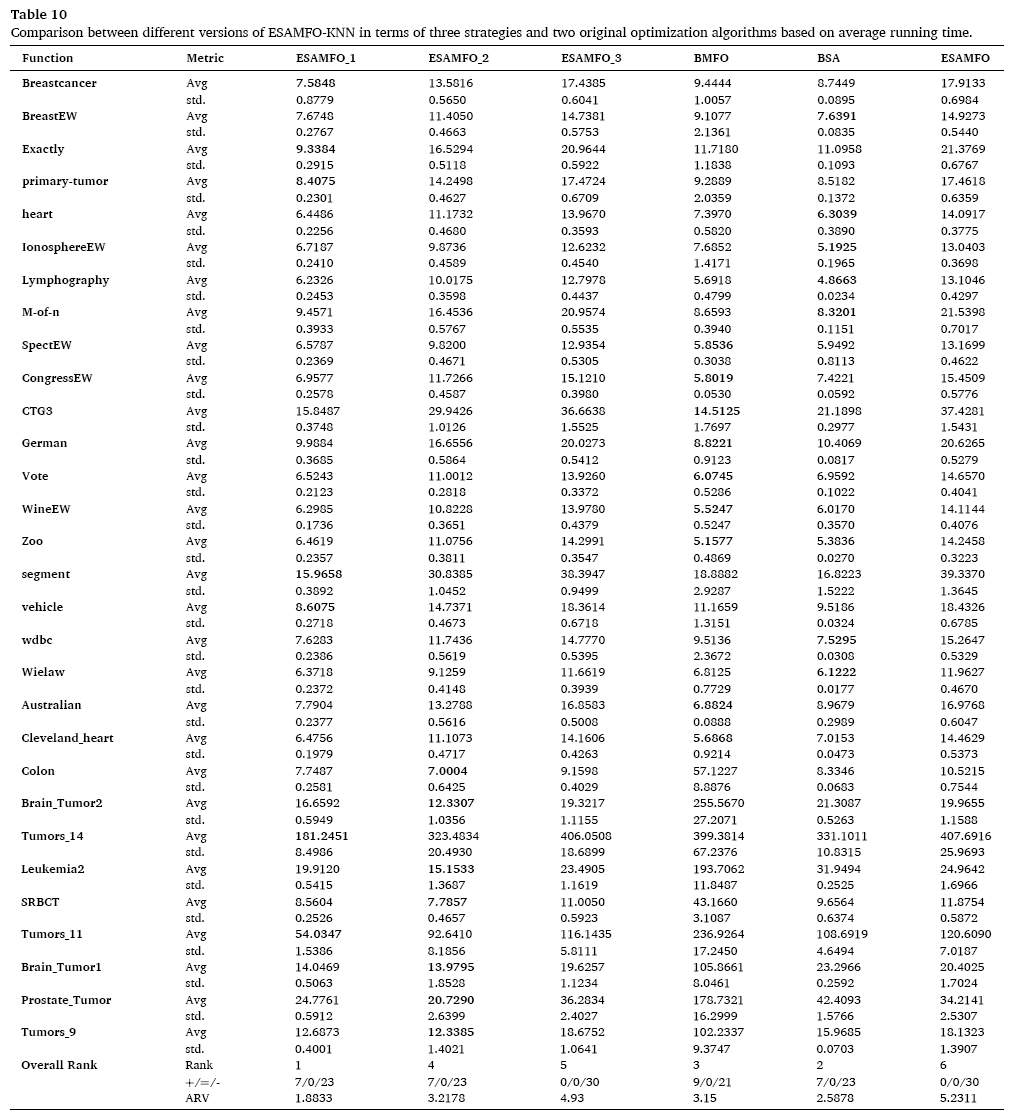 Table 10
Comparison between different versions of ESAMFO-KNN in terms of three strategies and two original optimization algorithms based on average running time.
Function Metric ESAMFO_1 ESAMFO_2 ESAMFO_3 BMFO BSA ESAMFO
Breastcancer Avg 7.5848 13.5816 17.4385 9.4444 8.7449 17.9133
std. 0.8779 0.5650 0.6041 1.0057 0.0895 0.6984
BreastEW Avg 7.6748 11.4050 14.7381 9.1077 7.6391 14.9273
std. 0.2767 0.4663 0.5753 2.1361 0.0835 0.5440
Exactly Avg 9.3384 16.5294 20.9644 11.7180 11.0958 21.3769
std. 0.2915 0.5118 0.5922 1.1838 0.1093 0.6767
primary-tumor Avg 8.4075 14.2498 17.4724 9.2889 8.5182 17.4618
std. 0.2301 0.4627 0.6709 2.0359 0.1372 0.6359
heart Avg 6.4486 11.1732 13.9670 7.3970 6.3039 14.0917
std. 0.2256 0.4680 0.3593 0.5820 0.3890 0.3775
IonosphereEW Avg 6.7187 9.8736 12.6232 7.6852 5.1925 13.0403
std. 0.2410 0.4589 0.4540 1.4171 0.1965 0.3698
Lymphography Avg 6.2326 10.0175 12.7978 5.6918 4.8663 13.1046
std. 0.2453 0.3598 0.4437 0.4799 0.0234 0.4297
M-of-n Avg 9.4571 16.4536 20.9574 8.6593 8.3201 21.5398
std. 0.3933 0.5767 0.5535 0.3940 0.1151 0.7017
SpectEW Avg 6.5787 9.8200 12.9354 5.8536 5.9492 13.1699
std. 0.2369 0.4671 0.5305 0.3038 0.8113 0.4622
CongressEW Avg 6.9577 11.7266 15.1210 5.8019 7.4221 15.4509
std. 0.2578 0.4587 0.3980 0.0530 0.0592 0.5776
CTG3 Avg 15.8487 29.9426 36.6638 14.5125 21.1898 37.4281
std. 0.3748 1.0126 1.5525 1.7697 0.2977 1.5431
German Avg 9.9884 16.6556 20.0273 8.8221 10.4069 20.6265
std. 0.3685 0.5864 0.5412 0.9123 0.0817 0.5279
Vote Avg 6.5243 11.0012 13.9260 6.0745 6.9592 14.6570
std. 0.2123 0.2818 0.3372 0.5286 0.1022 0.4041
WineEW Avg 6.2985 10.8228 13.9780 5.5247 6.0170 14.1144
std. 0.1736 0.3651 0.4379 0.5247 0.3570 0.4076
Zoo Avg 6.4619 11.0756 14.2991 5.1577 5.3836 14.2458
std. 0.2357 0.3811 0.3547 0.4869 0.0270 0.3223
segment Avg 15.9658 30.8385 38.3947 18.8882 16.8223 39.3370
std. 0.3892 1.0452 0.9499 2.9287 1.5222 1.3645
vehicle Avg 8.6075 14.7371 18.3614 11.1659 9.5186 18.4326
std. 0.2718 0.4673 0.6718 1.3151 0.0324 0.6785
wdbc Avg 7.6283 11.7436 14.7770 9.5136 7.5295 15.2647
std. 0.2386 0.5619 0.5395 2.3672 0.0308 0.5329
Wielaw Avg 6.3718 9.1259 11.6619 6.8125 6.1222 11.9627
std. 0.2372 0.4148 0.3939 0.7729 0.0177 0.4670
Australian Avg 7.7904 13.2788 16.8583 6.8824 8.9679 16.9768
std. 0.2377 0.5616 0.5008 0.0888 0.2989 0.6047
Cleveland_heart Avg 6.4756 11.1073 14.1606 5.6868 7.0153 14.4629
std. 0.1979 0.4717 0.4263 0.9214 0.0473 0.5373
Colon Avg 7.7487 7.0004 9.1598 57.1227 8.3346 10.5215
std. 0.2581 0.6425 0.4029 8.8876 0.0683 0.7544
Brain_Tumor2 Avg 16.6592 12.3307 19.3217 255.5670 21.3087 19.9655
std. 0.5949 1.0356 1.1155 27.2071 0.5263 1.1588
Tumors_14 Avg 181.2451 323.4834 406.0508 399.3814 331.1011 407.6916
std. 8.4986 20.4930 18.6899 67.2376 10.8315 25.9693
Leukemia2 Avg 19.9120 15.1533 23.4905 193.7062 31.9494 24.9642
std. 0.5415 1.3687 1.1619 11.8487 0.2525 1.6966
SRBCT Avg 8.5604 7.7857 11.0050 43.1660 9.6564 11.8754
std. 0.2526 0.4657 0.5923 3.1087 0.6374 0.5872
Tumors_11 Avg 54.0347 92.6410 116.1435 236.9264 108.6919 120.6090
std. 1.5386 8.1856 5.8111 17.2450 4.6494 7.0187
Brain_Tumor1 Avg 14.0469 13.9795 19.6257 105.8661 23.2966 20.4025
std. 0.5063 1.8528 1.1234 8.0461 0.2592 1.7024
Prostate_Tumor Avg 24.7761 20.7290 36.2834 178.7321 42.4093 34.2141
std. 0.5912 2.6399 2.4027 16.2999 1.5766 2.5307
Tumors_9 Avg 12.6873 12.3385 18.6752 102.2337 15.9685 18.1323
std. 0.4001 1.4021 1.0641 9.3747 0.0703 1.3907
Overall Rank Rank 1 4 5 3 2 6
+/=/- 7/0/23 7/0/23 0/0/30 9/0/21 7/0/23 0/0/30
ARV 1.8833 3.2178 4.93 3.15 2.5878 5.2311